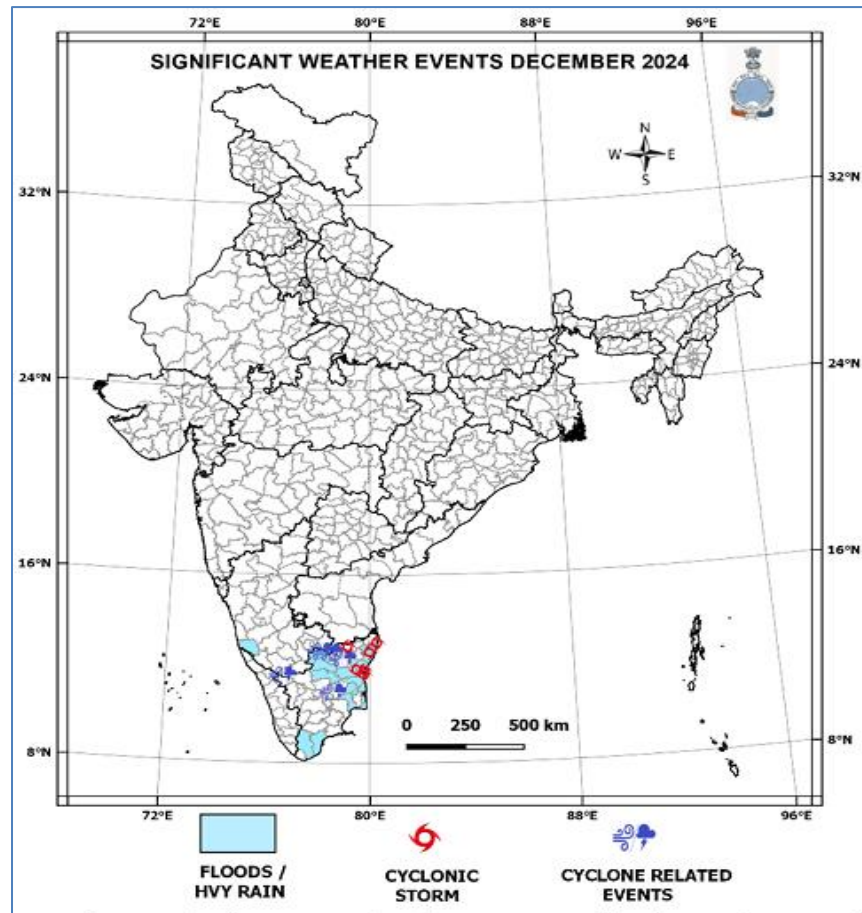 72°E 80°E 88°E 96°E
SIGNIFICANT WEATHER EVENTS DECEMBER 2024
N
W E
S
32°N 32°N
24°N 24°N
16°N 16°N
0 250 500 km
8°N 8°N
72°E 80°E 88°E 96°E
FLOODS / HVY RAIN
CYCLONIC STORM
CYCLONE RELATED EVENTS